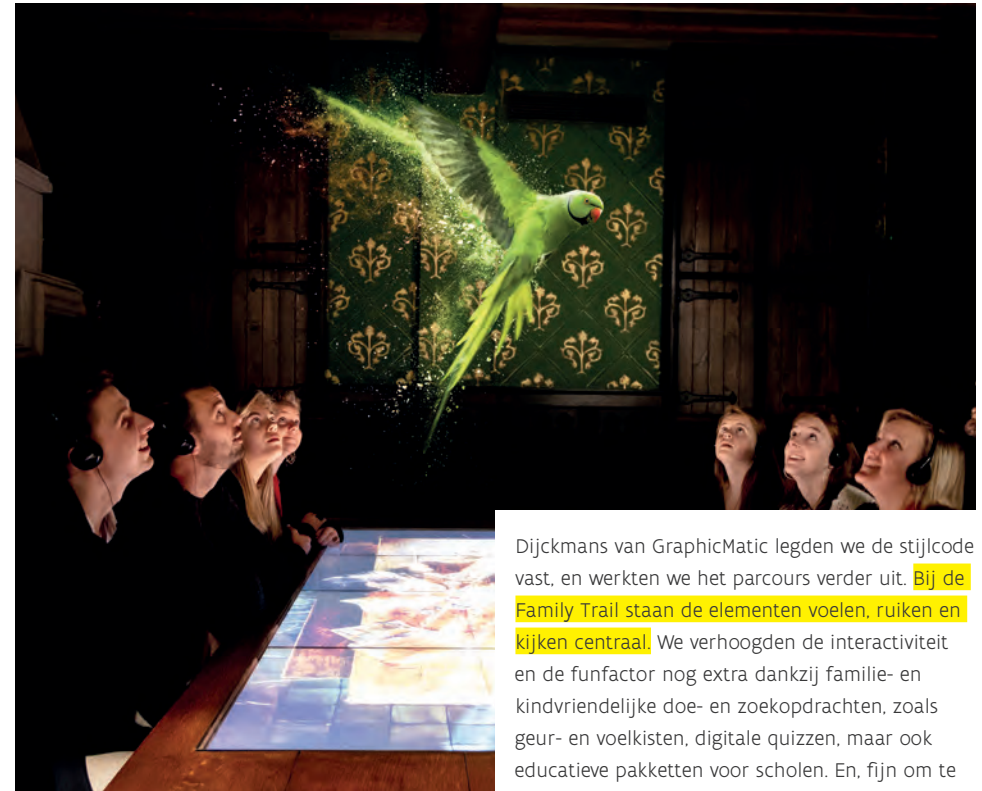 Dijckmans van GraphicMatic legden we de stijlcode
vast, en werkten we het parcours verder uit. Bij de
Family Trail staan de elementen voelen, ruiken en
kijken centraal. We verhoogden de interactiviteit
en de funfactor nog extra dankzij familie- en
kindvriendelijke doe- en zoekopdrachten, zoals
geur- en voelkisten, digitale quizzen, maar ook
educatieve pakketten voor scholen. En, fijn om te